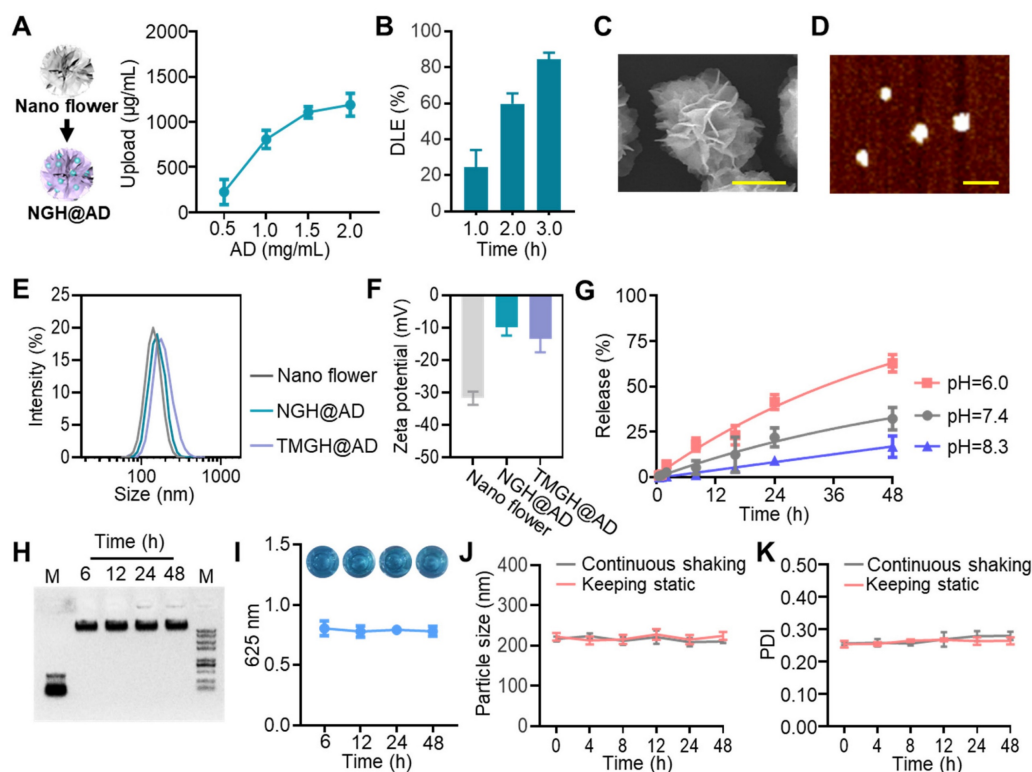 A
Nano flower
NGH@AD
Upload (µg/mL)
2000
1500
1000
500
0
0.5
1.0
1.5
2.0
AD (mg/mL)
B
DLE (%)
100
80
60
40
20
0
1.0
2.0
3.0
Time (h)
C
D
E
Intensity (%)
25
20
15
10
5
0
100
1000
Size (nm)
Nano flower
NGH@AD
TMGH@AD
F
Zeta potential (mV)
0
-10
-20
-30
-40
-50
Nano flower
NGH@AD
TMGH@AD
G
Release (%)
100
75
50
25
0
0
12
24
36
48
Time (h)
pH=6.0
pH=7.4
pH=8.3
H
Time (h)
M
6
12
24
48
M
I
625 nm
1.5
1.0
0.5
0.0
6
12
24
48
Time (h)
J
Particle size (nm)
400
300
200
100
0
Continuous shaking
Keeping static
0
4
8
12
24
48
Time (h)
K
PDI
0.50
0.40
0.30
0.20
0.10
0.00
Continuous shaking
Keeping static
0
4
8
12
24
48
Time (h)